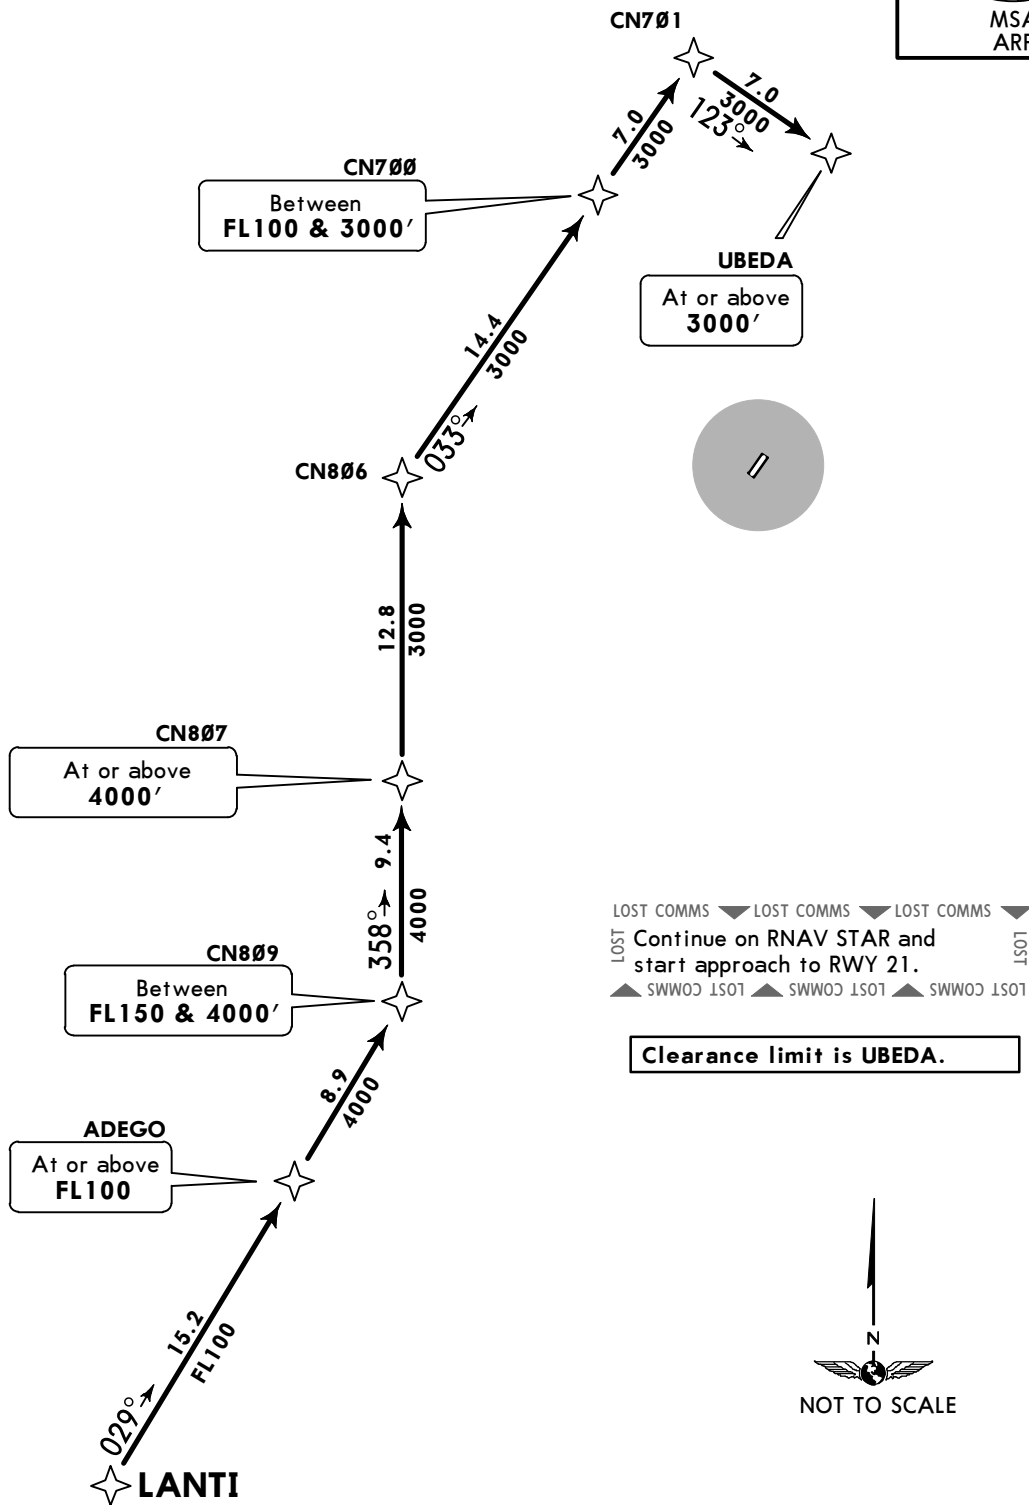 CN7Ø1
MSA
ARP
7.0
3000
123°
7.0
3000
CN7ØØ
Between
FL100 & 3000'
UBEDA
At or above
3000'
14.4
3000
033°
CN8Ø6
12.8
3000
CN8Ø7
At or above
4000'
9.4
358°
4000
LOST COMMS LOST COMMS LOST COMMS
LOST
Continue on RNAV STAR and
start approach to RWY 21.
LOST
LOST COMMS LOST COMMS LOST COMMS
CN8Ø9
Between
FL150 & 4000'
Clearance limit is UBEDA.
8.9
4000
ADEGO
At or above
FL100
15.2
FL100
029°
N
NOT TO SCALE
LANTI